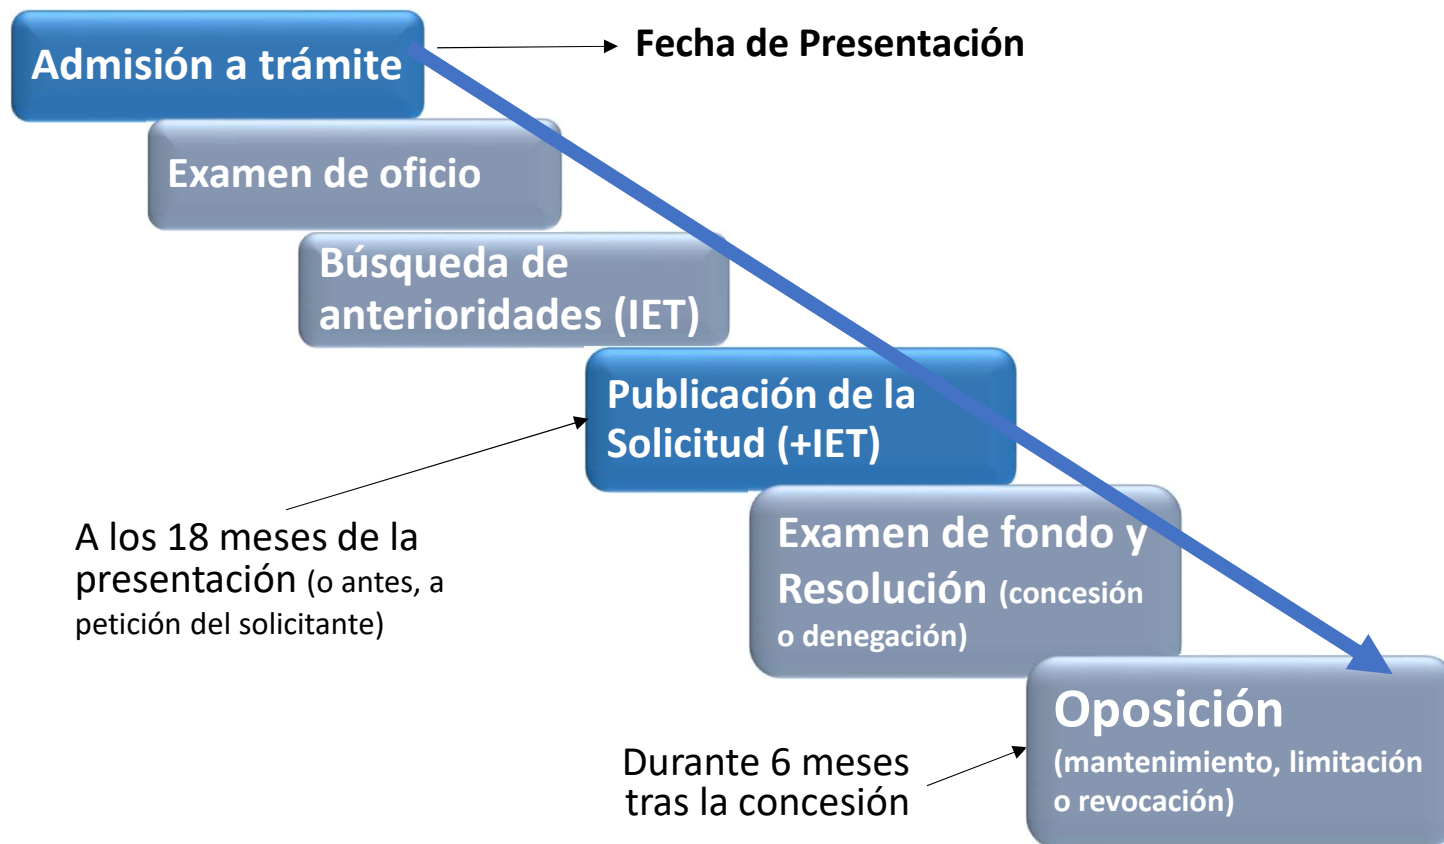 Admisión a trámite
Fecha de Presentación
Examen de oficio
Búsqueda de
anterioridades (IET)
Publicación de la
Solicitud (+IET)
A los 18 meses de la
presentación (o antes, a
petición del solicitante)
Examen de fondo y
Resolución (concesión
o denegación)
Oposición
(mantenimiento, limitación
o revocación)
Durante 6 meses
tras la concesión